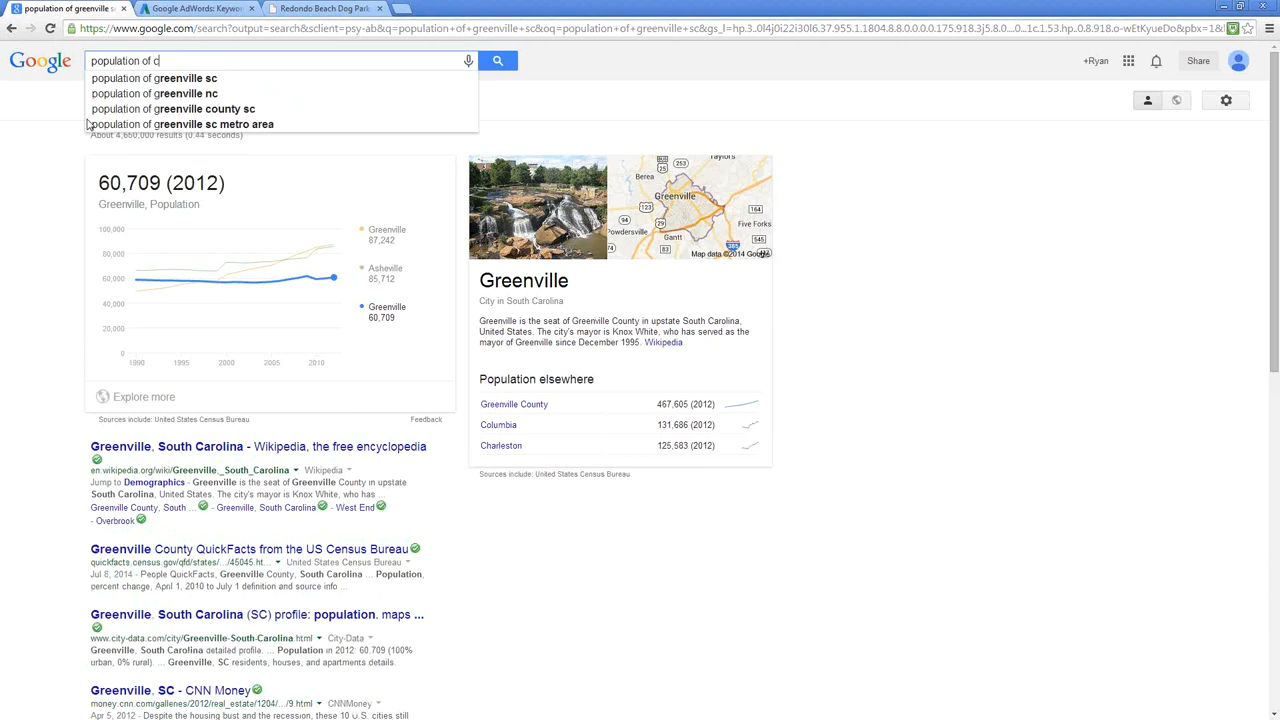 population of greenville s
Google AdWords: Keywor
Redondo Beach Dog Park
https://www.google.com/search?output=search&sclient=psy-ab&q=population+of+greenville+sc&oq=population+of+greenville+sc&gs_l=hp.3..0l4j0i22i30l6.37.955.1.1804.8.8.0.0.0.0.175.918.3j5.8.0...0...1c.1.53.hp..0.8.918.o-wEtKyueDo&pbx=1&
Google
population of c
+Ryan
Share
population of greenville sc
population of greenville nc
population of greenville county sc
population of greenville sc metro area
About 4,660,000 results (0.44 seconds)
60,709 (2012)
Greenville, Population
100,000
80,000
60,000
40,000
20,000
0
1990 1995 2000 2005 2010
Greenville
87,242
Asheville
85,712
Greenville
60,709
Explore more
Sources include: United States Census Bureau
Feedback
Taylors
Berea
253
25
Greenville
123
164
94
29
Five Forks
Powdersville
Gantt
83
385
545
Map data ©2014 Google
Greenville
City in South Carolina
Greenville is the seat of Greenville County in upstate South Carolina,
United States. The city's mayor is Knox White, who has served as the
mayor of Greenville since December 1995. Wikipedia
Population elsewhere
Greenville County 467,605 (2012)
Columbia 131,686 (2012)
Charleston 125,583 (2012)
Sources include: United States Census Bureau
Greenville, South Carolina - Wikipedia, the free encyclopedia
en.wikipedia.org/wiki/Greenville,_South_Carolina Wikipedia
Jump to Demographics - Greenville is the seat of Greenville County in upstate
South Carolina, United States. The city's mayor is Knox White, who has ...
Greenville County, South ... - Greenville, South Carolina - West End
- Overbrook
Greenville County QuickFacts from the US Census Bureau
quickfacts.census.gov/qfd/states/.../45045.ht... United States Census Bureau
Jul 8, 2014 - People QuickFacts, Greenville County, South Carolina ... Population,
percent change, April 1, 2010 to July 1 definition and source info ...
Greenville, South Carolina (SC) profile: population, maps ...
www.city-data.com/city/Greenville-South-Carolina.html City-Data
Greenville, South Carolina detailed profile. ... Population in 2012: 60,709 (100%
urban, 0% rural). ... Greenville, SC residents, houses, and apartments details.
Greenville, SC - CNN Money
money.cnn.com/galleries/2012/real_estate/1204/.../9.html CNNMoney
Apr 5, 2012 - Despite the housing bust and the recession, these 10 U.S. cities still